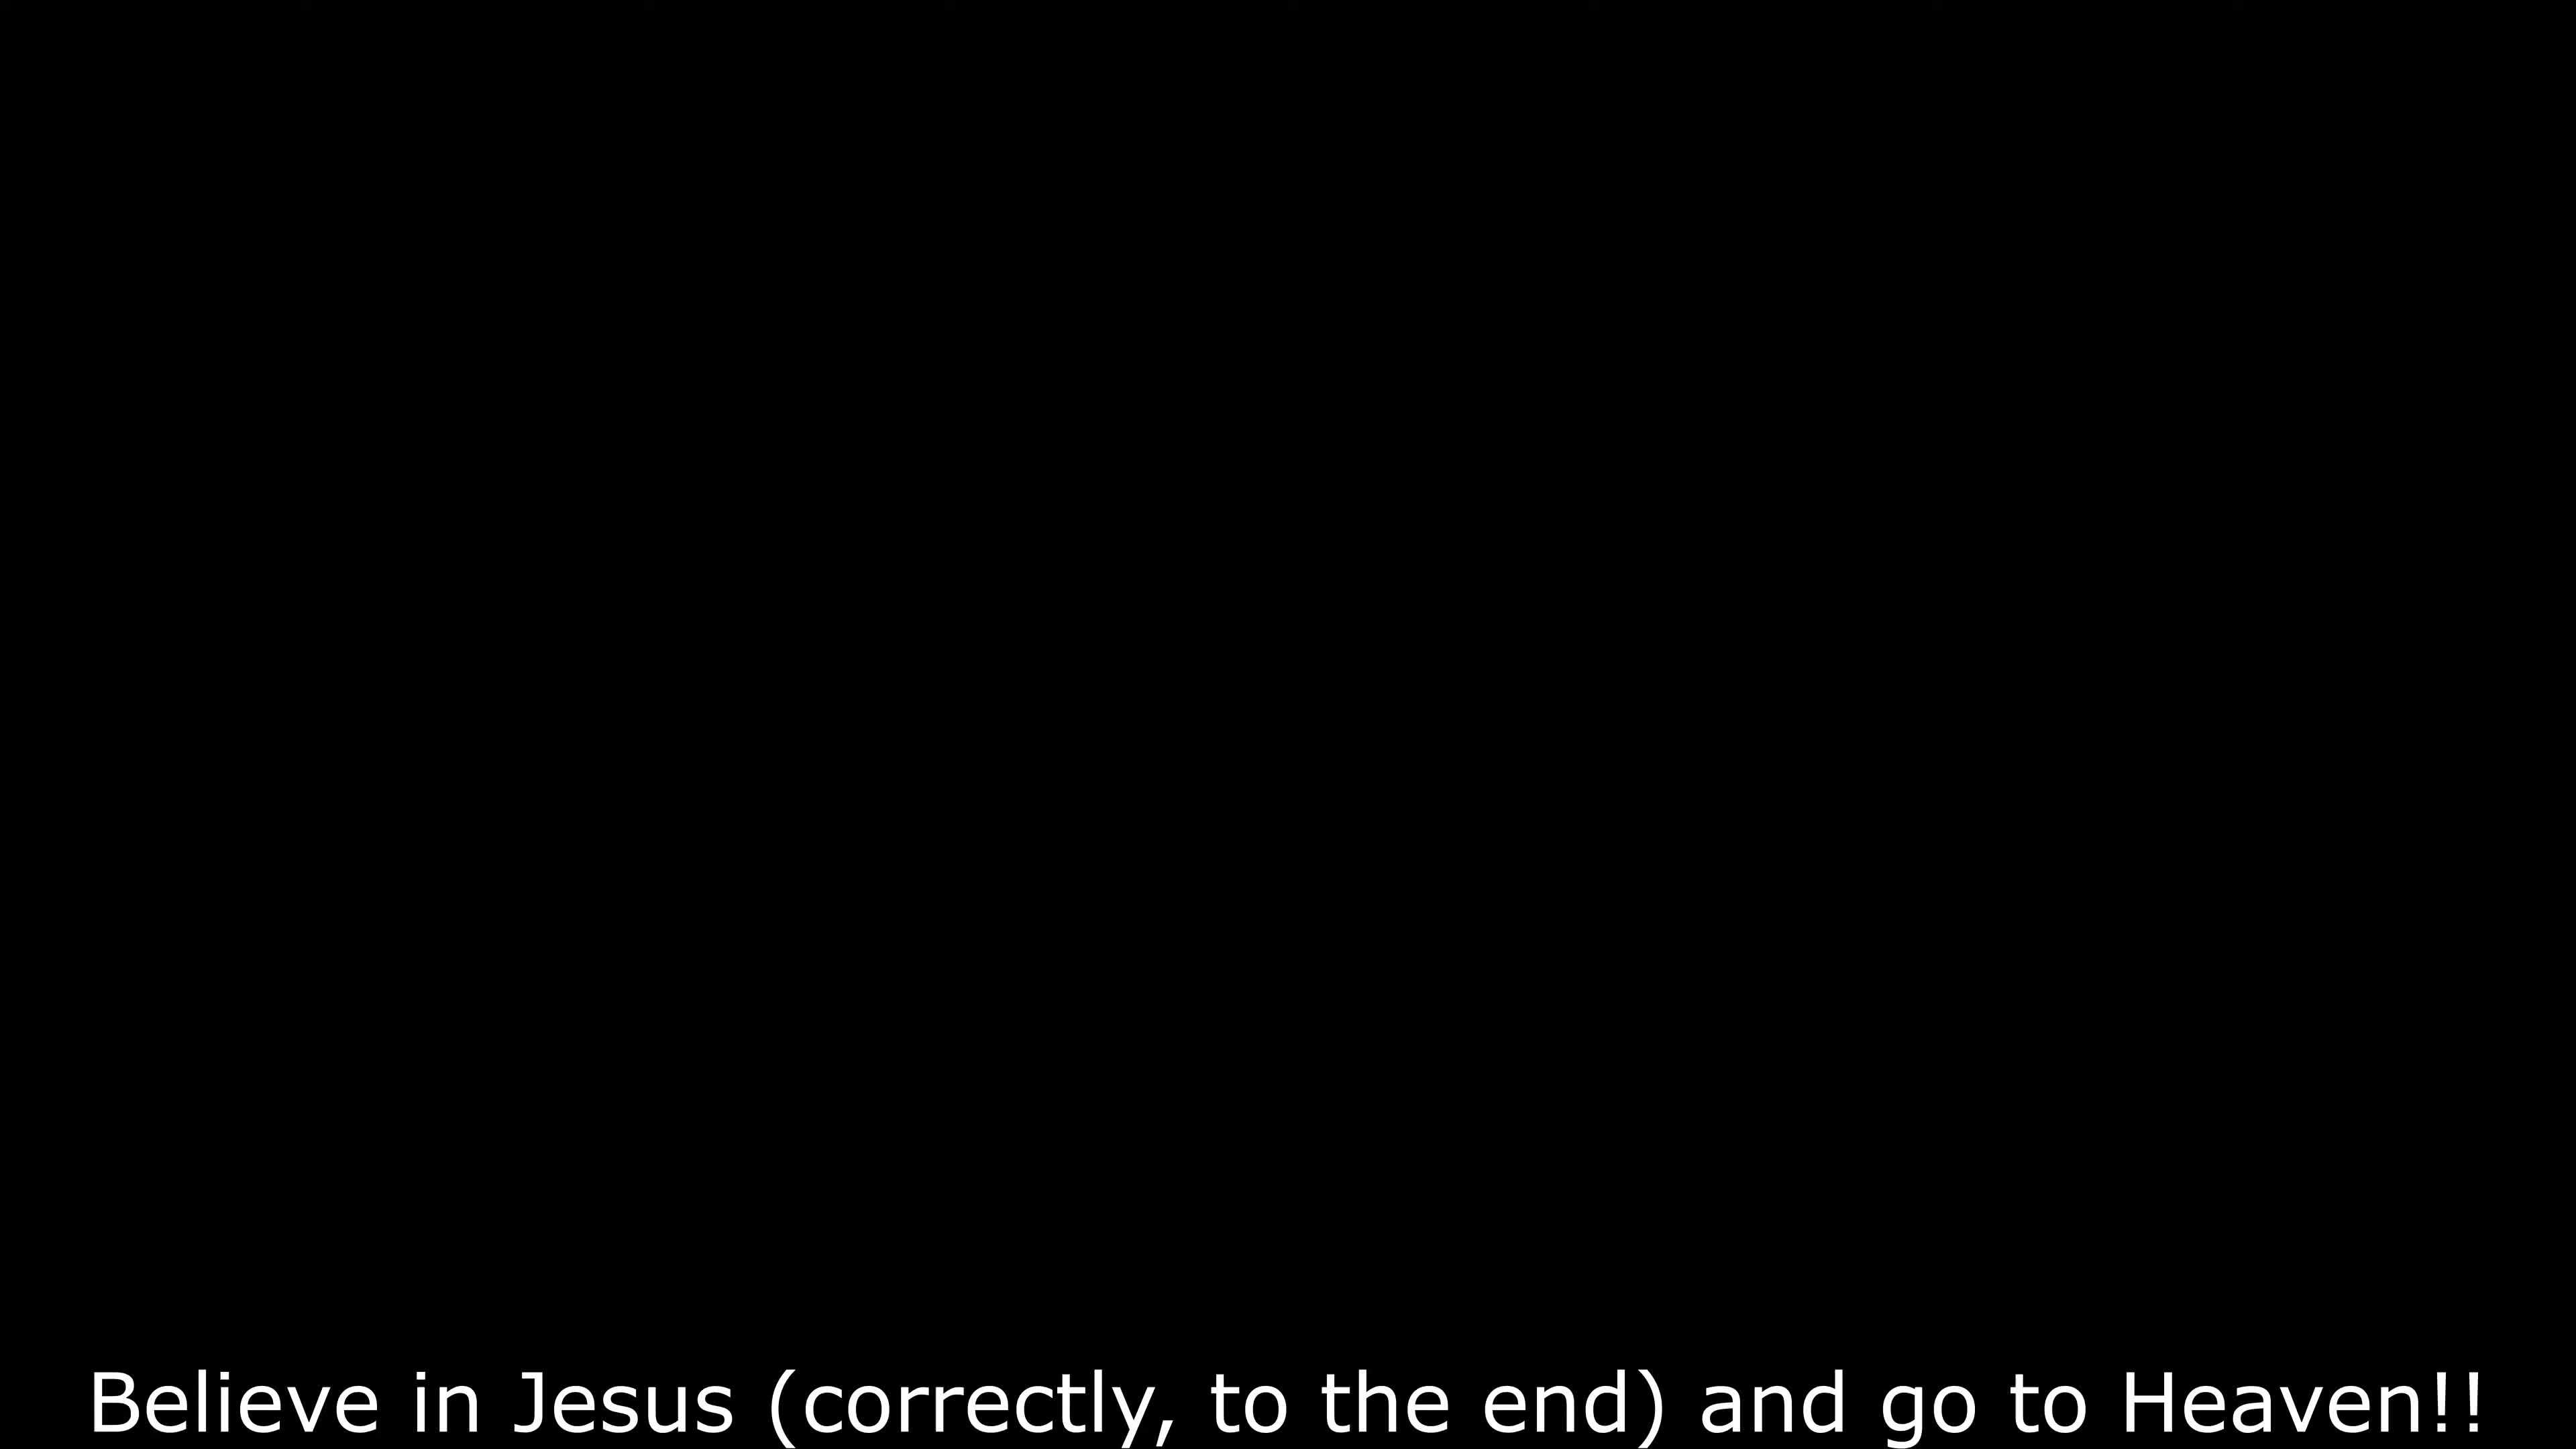 Believe in Jesus (correctly, to the end) and go to Heaven!!